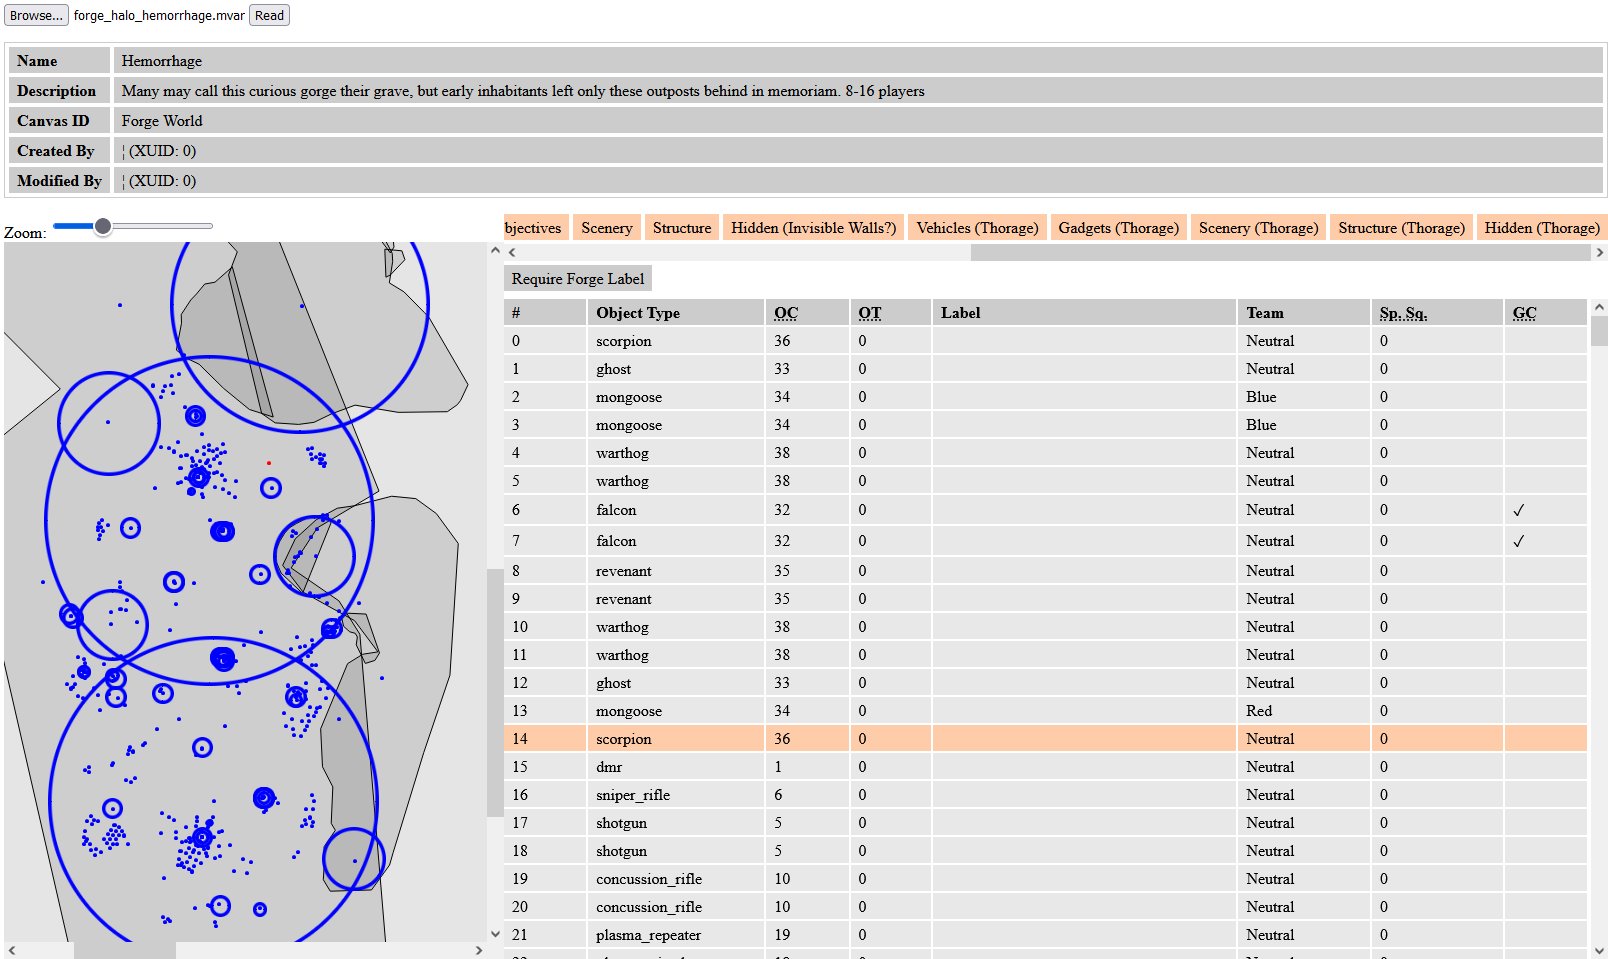 Browse... forge_halo_hemorrhage.mvar Read
Name Hemorrhage
Description Many may call this curious gorge their grave, but early inhabitants left only these outposts behind in memoriam. 8-16 players
Canvas ID Forge World
Created By ¦ (XUID: 0)
Modified By ¦ (XUID: 0)
Zoom:
bjectives Scenery Structure Hidden (Invisible Walls?) Vehicles (Thorage) Gadgets (Thorage) Scenery (Thorage) Structure (Thorage) Hidden (Thorage)
Require Forge Label
# Object Type OC OT Label Team Sp. Sq. GC
0 scorpion 36 0 Neutral 0
1 ghost 33 0 Neutral 0
2 mongoose 34 0 Blue 0
3 mongoose 34 0 Blue 0
4 warthog 38 0 Neutral 0
5 warthog 38 0 Neutral 0
6 falcon 32 0 Neutral 0 ✓
7 falcon 32 0 Neutral 0 ✓
8 revenant 35 0 Neutral 0
9 revenant 35 0 Neutral 0
10 warthog 38 0 Neutral 0
11 warthog 38 0 Neutral 0
12 ghost 33 0 Neutral 0
13 mongoose 34 0 Red 0
14 scorpion 36 0 Neutral 0
15 dmr 1 0 Neutral 0
16 sniper_rifle 6 0 Neutral 0
17 shotgun 5 0 Neutral 0
18 shotgun 5 0 Neutral 0
19 concussion_rifle 10 0 Neutral 0
20 concussion_rifle 10 0 Neutral 0
21 plasma_repeater 19 0 Neutral 0